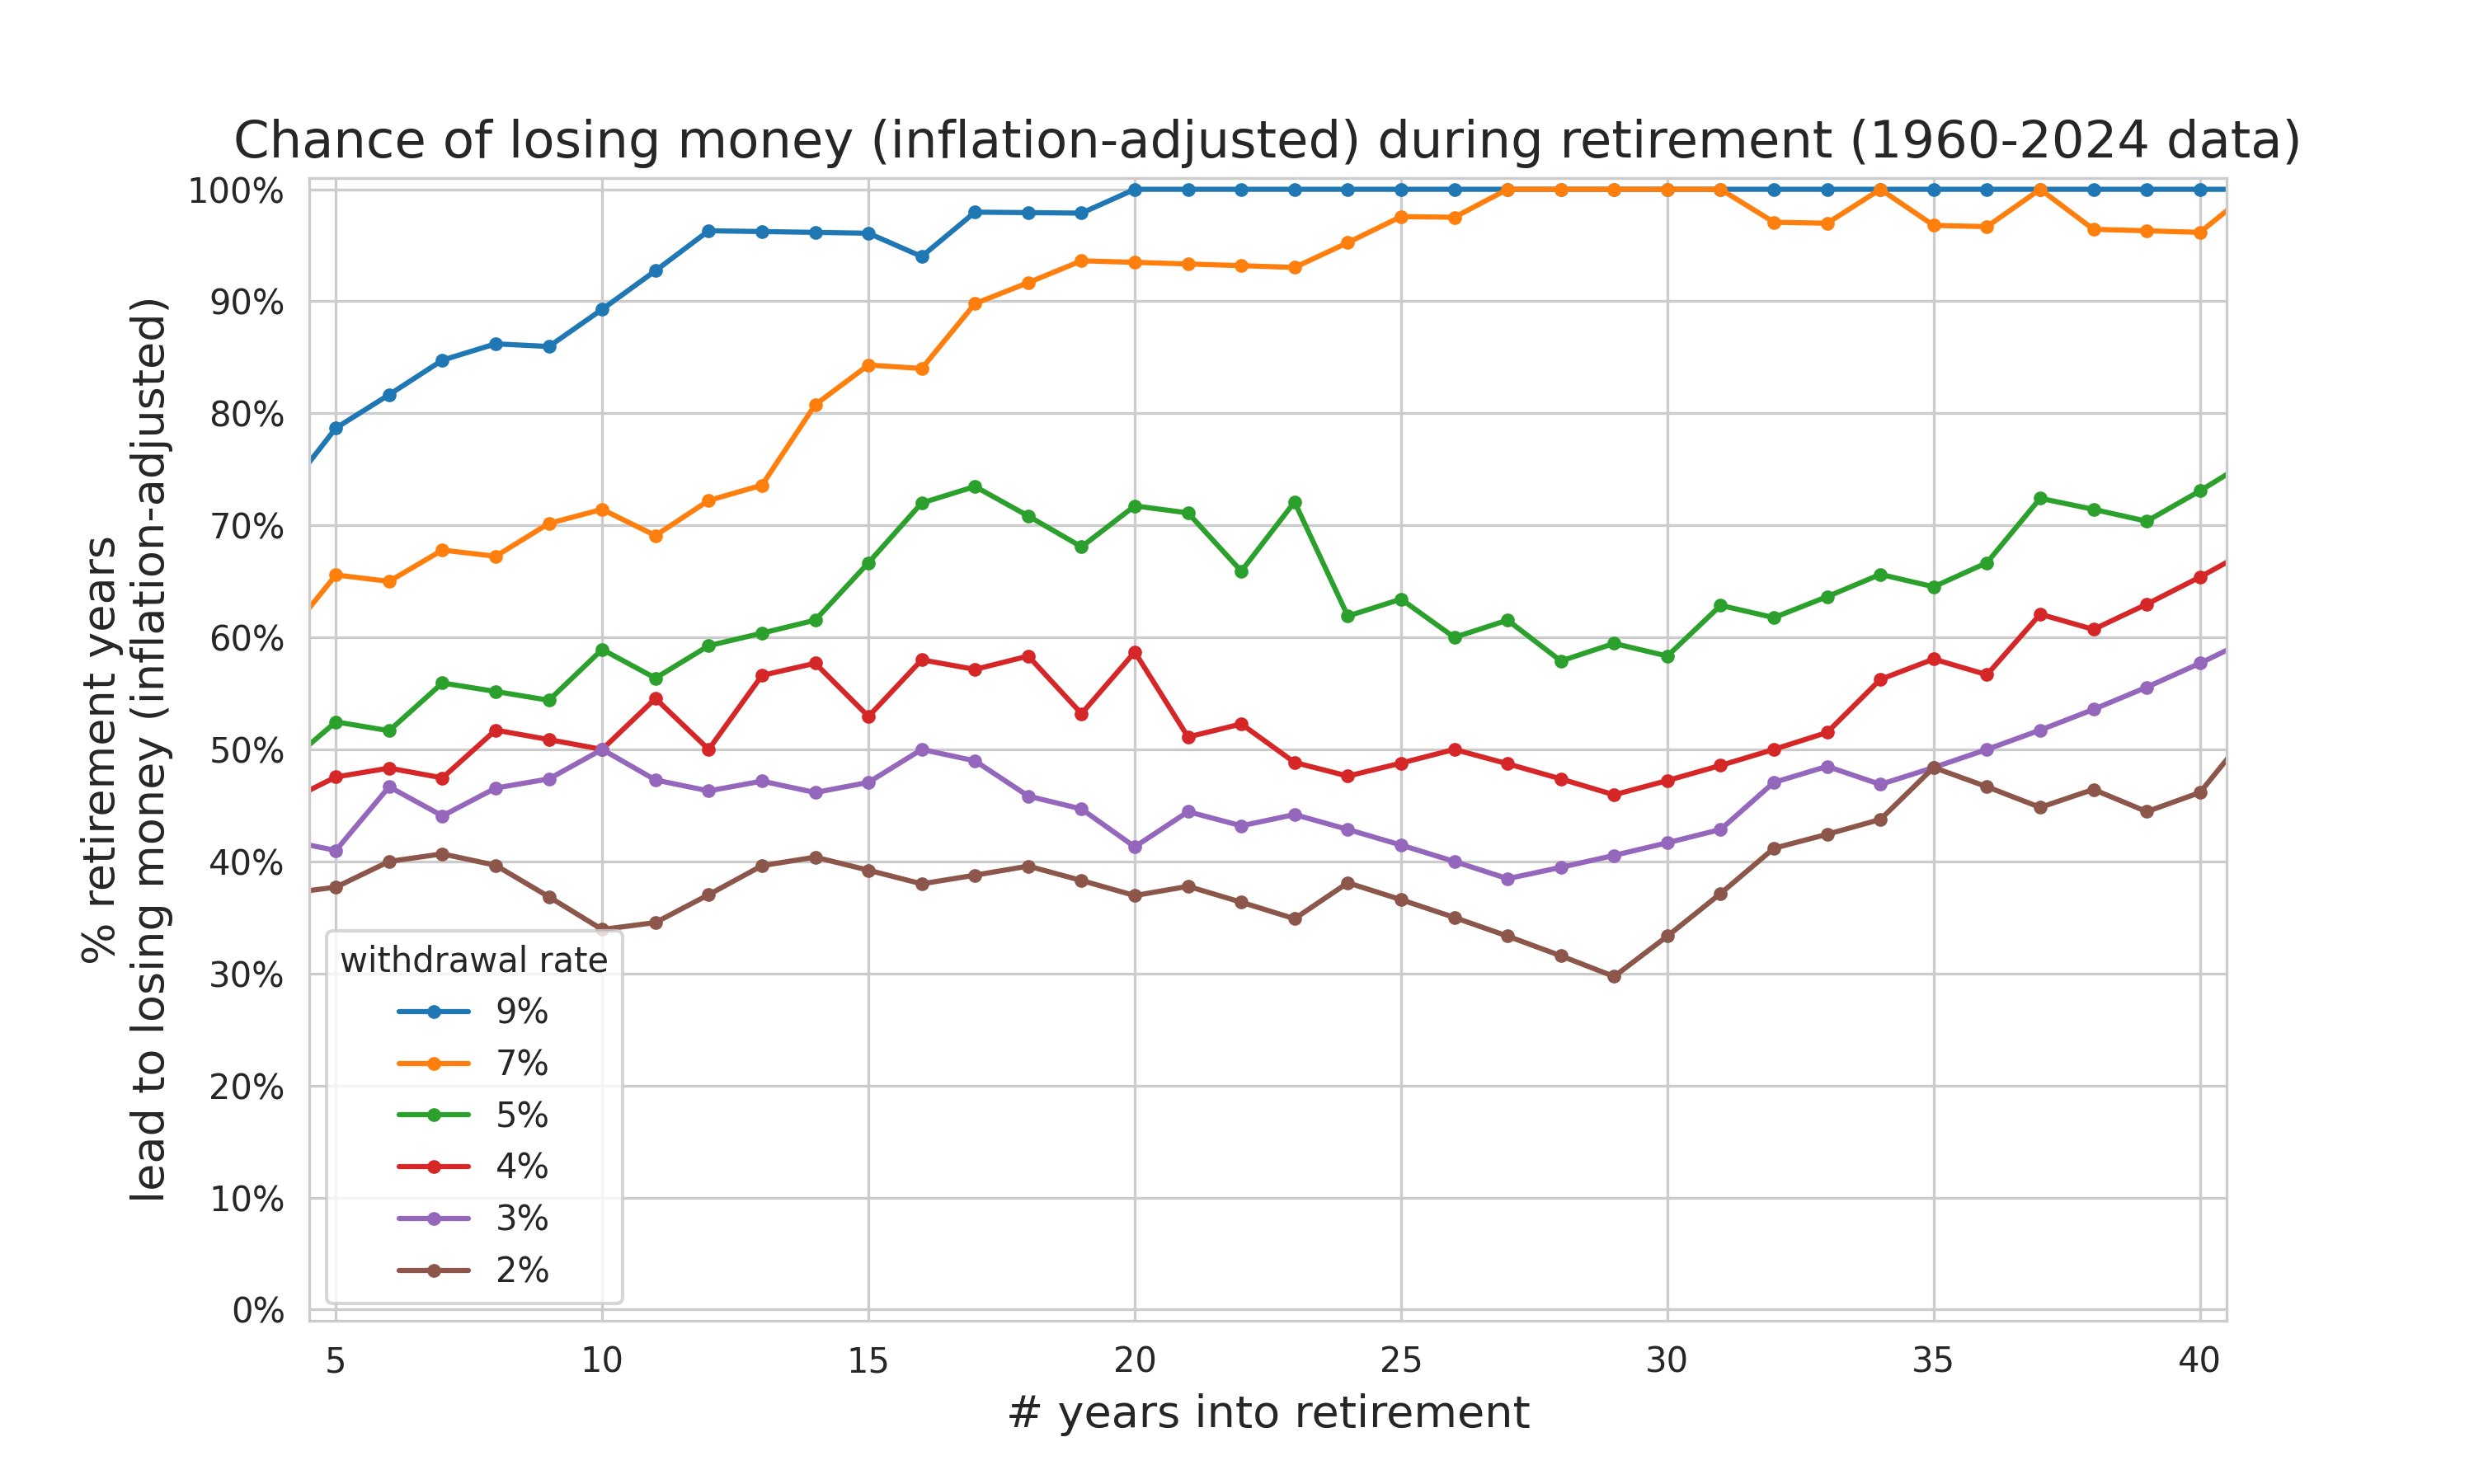 Chance of losing money (inflation-adjusted) during retirement (1960-2024 data)
% retirement years
lead to losing money (inflation-adjusted)
100%
90%
80%
70%
60%
50%
40%
30%
20%
10%
0%
withdrawal rate
9%
7%
5%
4%
3%
2%
5 10 15 20 25 30 35 40
# years into retirement